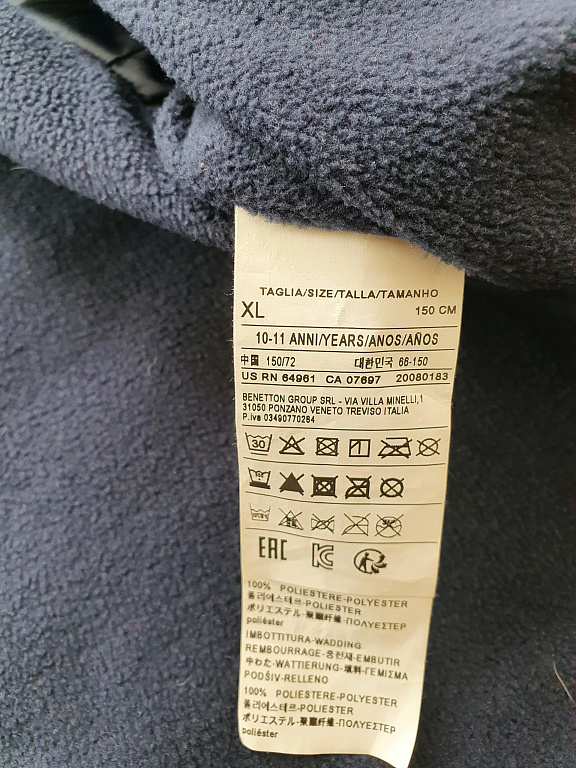 TAGLIA/SIZE/TALLA/TAMANHO
XL 150 CM
10-11 ANNI/YEARS/ANOS/AÑOS
中国 150/72 대한민국 66-150
US RN 64961 CA 07697 20080183
BENETTON GROUP SRL - VIA VILLA MINELLI,1
31050 PONZANO VENETO TREVISO ITALIA
P.iva 03490770264
30
EAC
100% POLIESTERE-POLYESTER
폴리에스테르-POLIESTER
ポリエステル-聚酯纤维-ΠΟΛΥΕΣΤΕΡ
poliéster
IMBOTTITURA-WADDING
REMBOURRAGE-충전재-EMBUTIR
中わた-WATTIERUNG-填料-ΓΕΜΙΣΜΑ
PODŠIV-RELLENO
100% POLIESTERE-POLYESTER
폴리에스테르-POLIESTER
ポリエステル-聚酯纤维-ΠΟΛΥΕΣΤΕΡ
poliéster